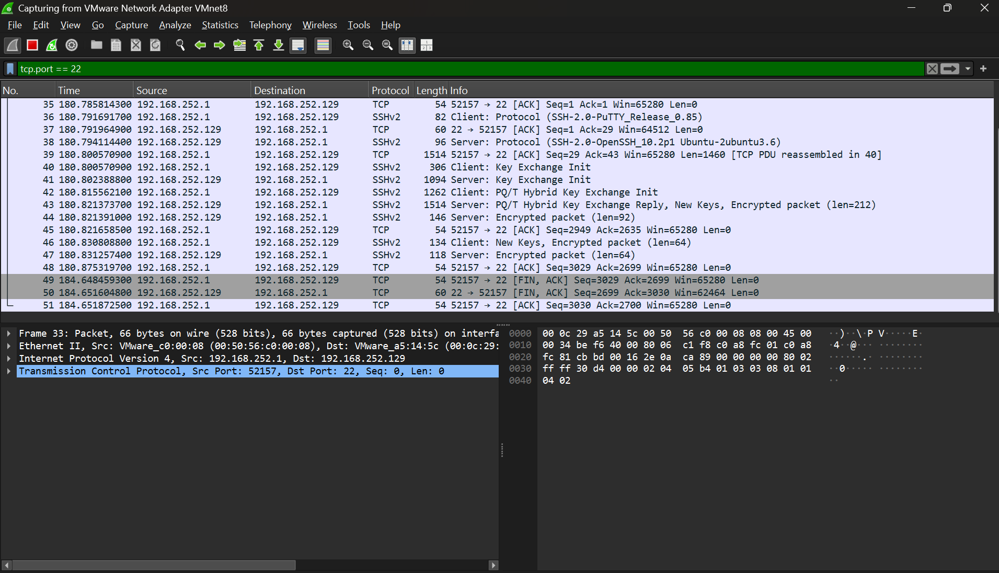 Capturing from VMware Network Adapter VMnet8
File Edit View Go Capture Analyze Statistics Telephony Wireless Tools Help
tcp.port == 22
No. Time Source Destination Protocol Length Info
35 180.785814300 192.168.252.1 192.168.252.129 TCP 54 52157 → 22 [ACK] Seq=1 Ack=1 Win=65280 Len=0
36 180.791691700 192.168.252.1 192.168.252.129 SSHv2 82 Client: Protocol (SSH-2.0-PuTTY_Release_0.85)
37 180.791964900 192.168.252.129 192.168.252.1 TCP 60 22 → 52157 [ACK] Seq=1 Ack=29 Win=64512 Len=0
38 180.794114400 192.168.252.129 192.168.252.1 SSHv2 96 Server: Protocol (SSH-2.0-OpenSSH_10.2p1 Ubuntu-2ubuntu3.6)
39 180.800570900 192.168.252.1 192.168.252.129 TCP 1514 52157 → 22 [ACK] Seq=29 Ack=43 Win=65280 Len=1460 [TCP PDU reassembled in 40]
40 180.800570900 192.168.252.1 192.168.252.129 SSHv2 306 Client: Key Exchange Init
41 180.802388800 192.168.252.129 192.168.252.1 SSHv2 1094 Server: Key Exchange Init
42 180.815562100 192.168.252.1 192.168.252.129 SSHv2 1262 Client: PQ/T Hybrid Key Exchange Init
43 180.821373700 192.168.252.129 192.168.252.1 SSHv2 1514 Server: PQ/T Hybrid Key Exchange Reply, New Keys, Encrypted packet (len=212)
44 180.821391000 192.168.252.129 192.168.252.1 SSHv2 146 Server: Encrypted packet (len=92)
45 180.821658500 192.168.252.1 192.168.252.129 TCP 54 52157 → 22 [ACK] Seq=2949 Ack=2635 Win=65280 Len=0
46 180.830808800 192.168.252.1 192.168.252.129 SSHv2 134 Client: New Keys, Encrypted packet (len=64)
47 180.831257400 192.168.252.129 192.168.252.1 SSHv2 118 Server: Encrypted packet (len=64)
48 180.875319700 192.168.252.1 192.168.252.129 TCP 54 52157 → 22 [ACK] Seq=3029 Ack=2699 Win=65280 Len=0
49 184.648459300 192.168.252.1 192.168.252.129 TCP 54 52157 → 22 [FIN, ACK] Seq=3029 Ack=2699 Win=65280 Len=0
50 184.651604800 192.168.252.129 192.168.252.1 TCP 60 22 → 52157 [FIN, ACK] Seq=2699 Ack=3030 Win=62464 Len=0
51 184.651872500 192.168.252.1 192.168.252.129 TCP 54 52157 → 22 [ACK] Seq=3030 Ack=2700 Win=65280 Len=0
Frame 33: Packet, 66 bytes on wire (528 bits), 66 bytes captured (528 bits) on interfa
Ethernet II, Src: VMware_c0:00:08 (00:50:56:c0:00:08), Dst: VMware_a5:14:5c (00:0c:29:
Internet Protocol Version 4, Src: 192.168.252.1, Dst: 192.168.252.129
Transmission Control Protocol, Src Port: 52157, Dst Port: 22, Seq: 0, Len: 0
0000 00 0c 29 a5 14 5c 00 50 56 c0 00 08 08 00 45 00 ··)··\·P V·····E·
0010 00 34 be f6 40 00 80 06 c1 f8 c0 a8 fc 01 c0 a8 ·4··@··· ········
0020 fc 81 cb bd 00 16 2e 0a ca 89 00 00 00 00 80 02 ······.· ········
0030 ff ff 30 d4 00 00 02 04 05 b4 01 03 03 08 01 01 ··0····· ········
0040 04 02 ··